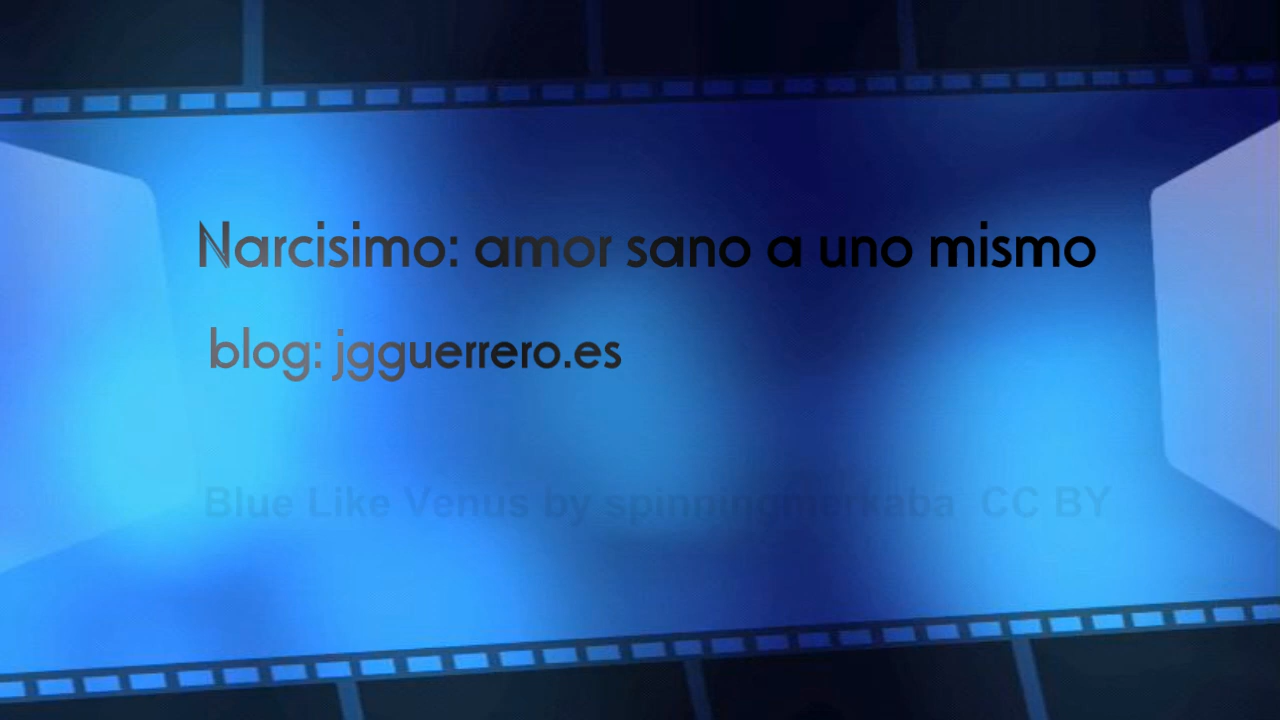 Narcisimo: amor sano a uno mismo
blog: jgguerrero.es
Blue Like Venus by spinningmerkaba CC BY